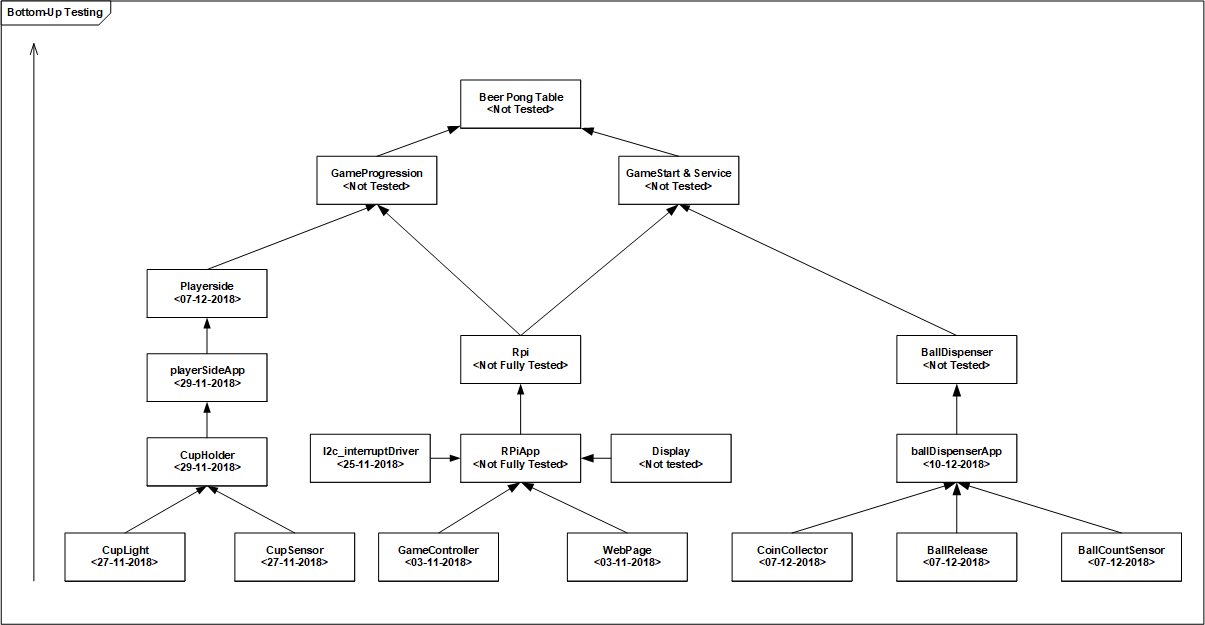 Bottom-Up Testing
Beer Pong Table
<Not Tested>
GameProgression
<Not Tested>
GameStart & Service
<Not Tested>
Playerside
<07-12-2018>
Rpi
<Not Fully Tested>
BallDispenser
<Not Tested>
playerSideApp
<29-11-2018>
CupHolder
<29-11-2018>
I2c_interruptDriver
<25-11-2018>
RPiApp
<Not Fully Tested>
Display
<Not tested>
ballDispenserApp
<10-12-2018>
CupLight
<27-11-2018>
CupSensor
<27-11-2018>
GameController
<03-11-2018>
WebPage
<03-11-2018>
CoinCollector
<07-12-2018>
BallRelease
<07-12-2018>
BallCountSensor
<07-12-2018>